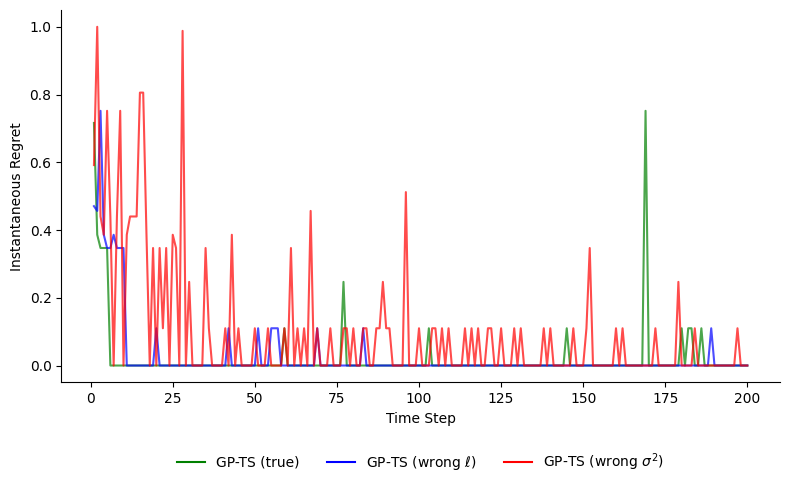 1.0
0.8
0.6
0.4
0.2
0.0
Instantaneous Regret
0 25 50 75 100 125 150 175 200
Time Step
GP-TS (true) GP-TS (wrong ℓ) GP-TS (wrong σ²)